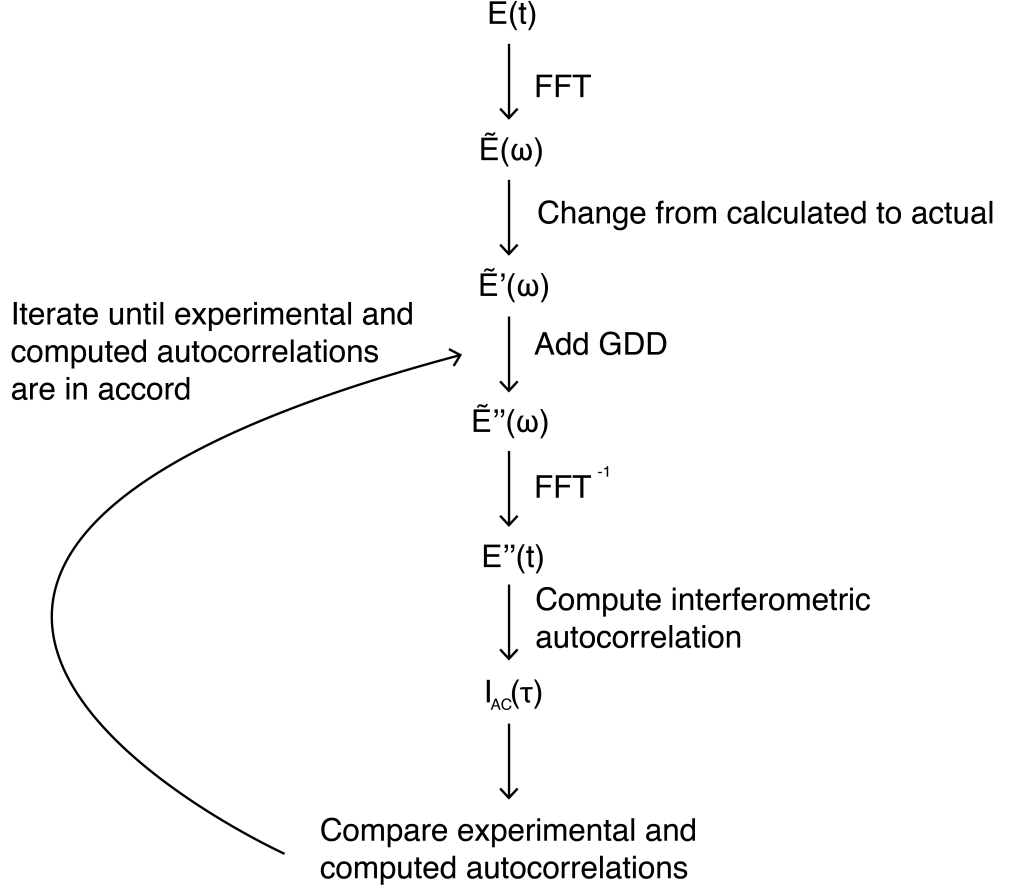 E(t)
FFT
Ẽ(ω)
Change from calculated to actual
Ẽ’(ω)
Iterate until experimental and
computed autocorrelations
are in accord
Add GDD
Ẽ’’(ω)
FFT -1
E’’(t)
Compute interferometric
autocorrelation
IAC(τ)
Compare experimental and
computed autocorrelations